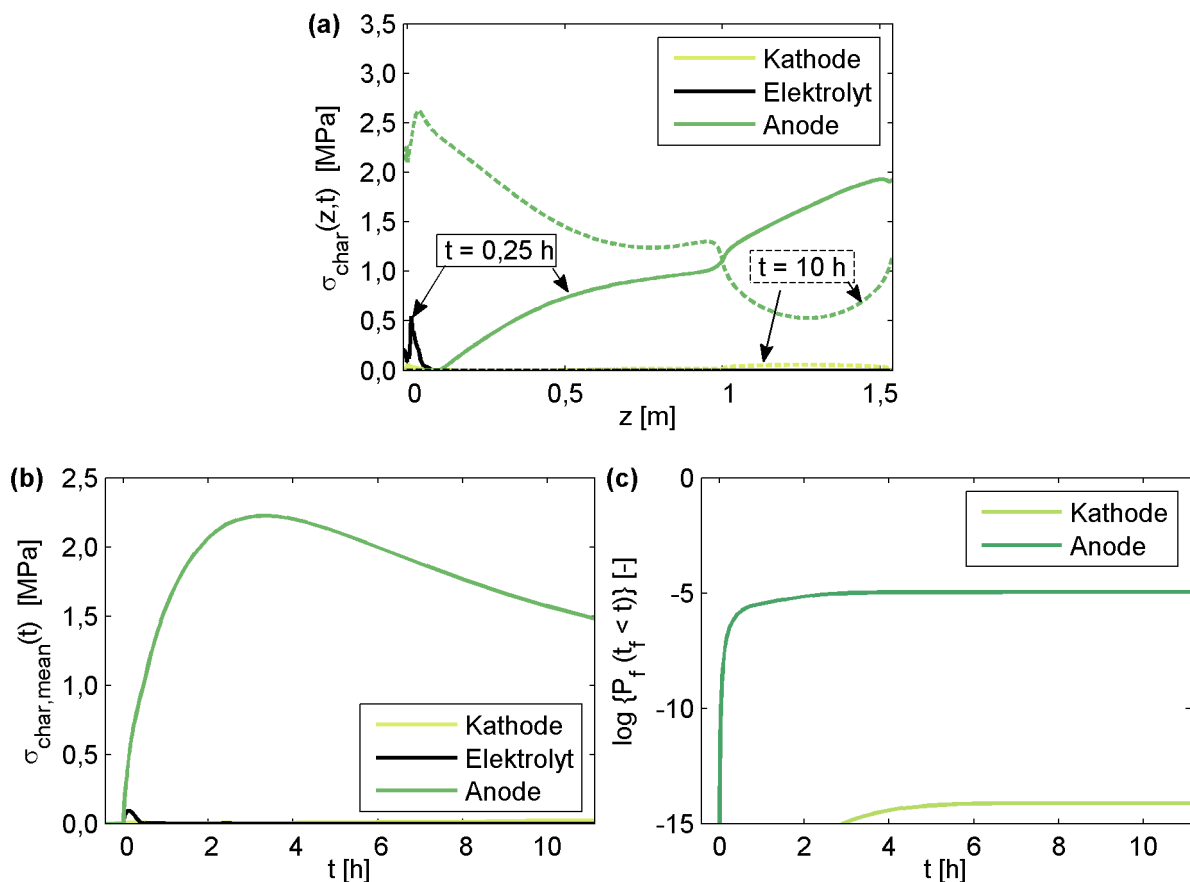 (a)
σchar(z,t) [MPa]
3,5
3,0
2,5
2,0
1,5
1,0
0,5
0,0
Kathode
Elektrolyt
Anode
t = 0,25 h
t = 10 h
0
0,5
1
1,5
z [m]
(b)
σchar,mean(t) [MPa]
2,5
2,0
1,5
1,0
0,5
0,0
Kathode
Elektrolyt
Anode
0
2
4
6
8
10
t [h]
(c)
log {Pf (tf < t)} [-]
0
-5
-10
-15
Kathode
Anode
0
2
4
6
8
10
t [h]